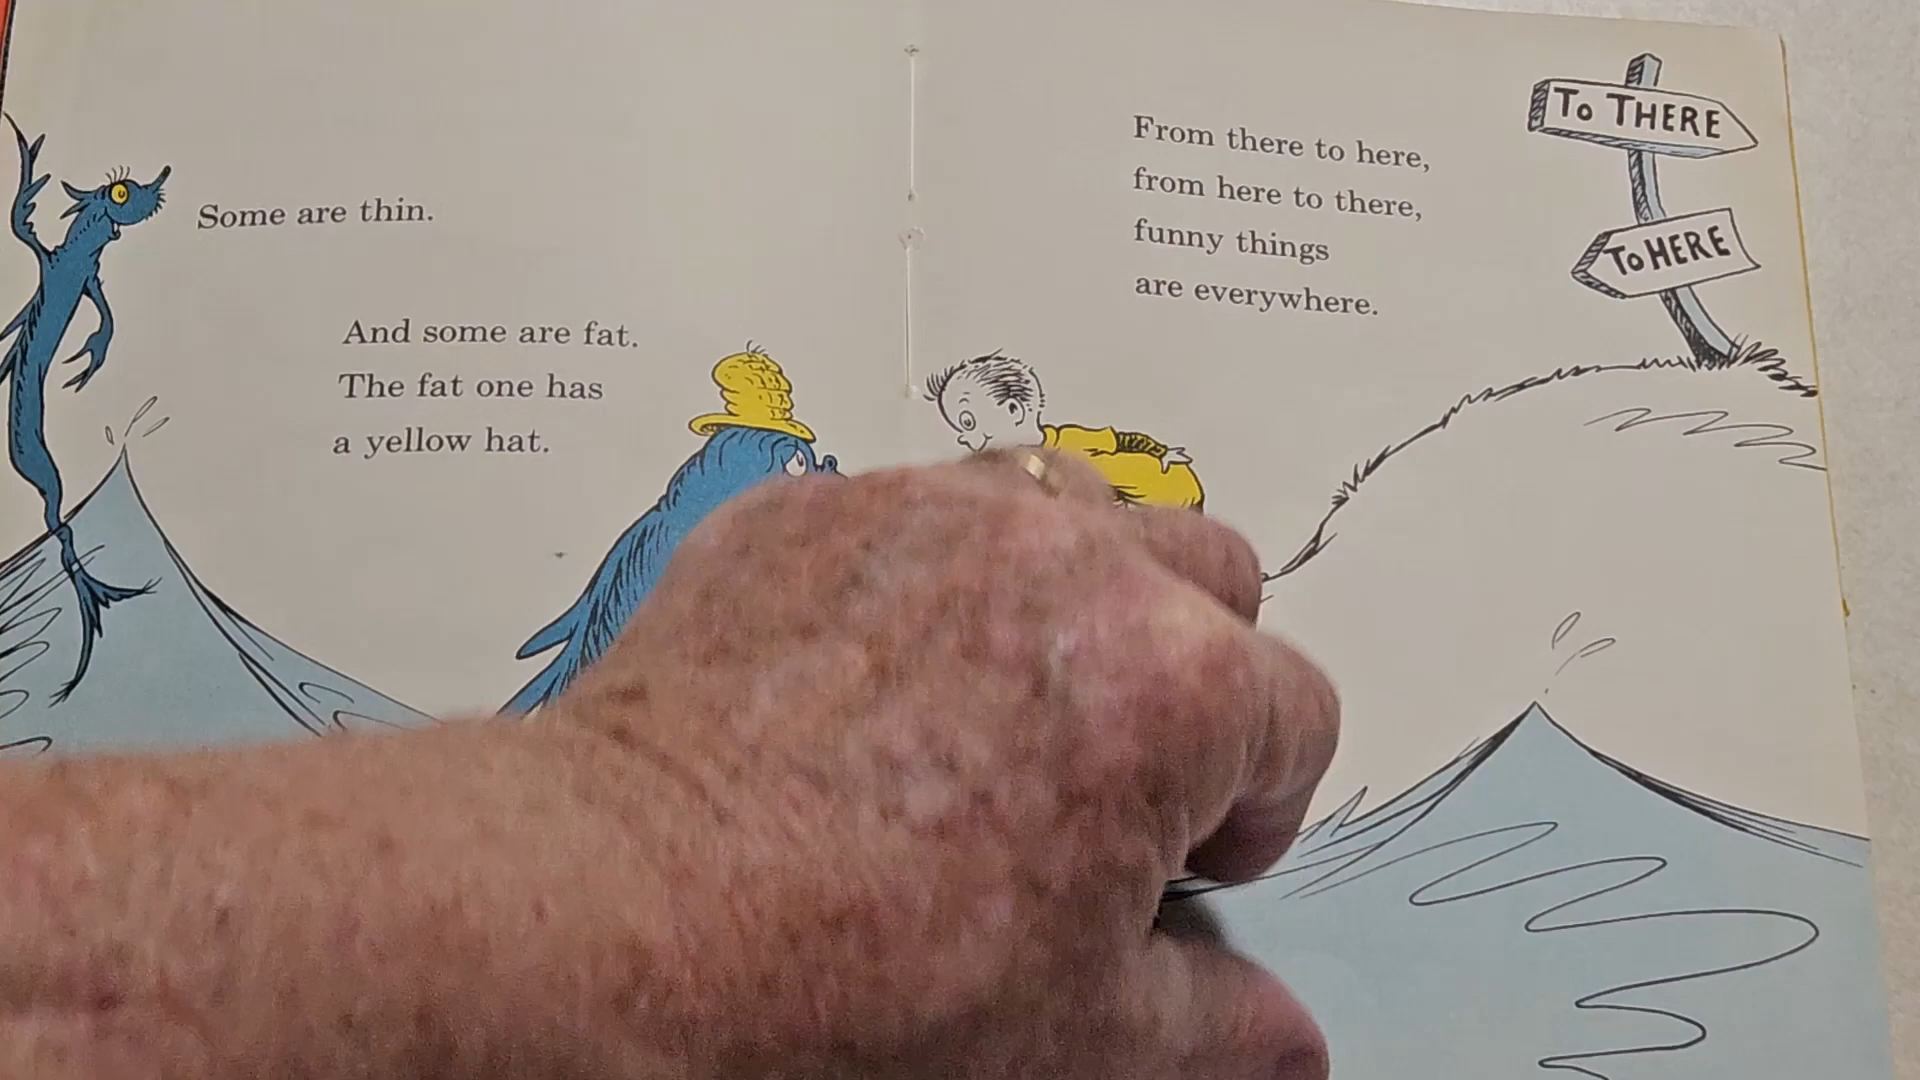 Some are thin.
And some are fat.
The fat one has
a yellow hat.
From there to here,
from here to there,
funny things
are everywhere.
To THERE
To HERE